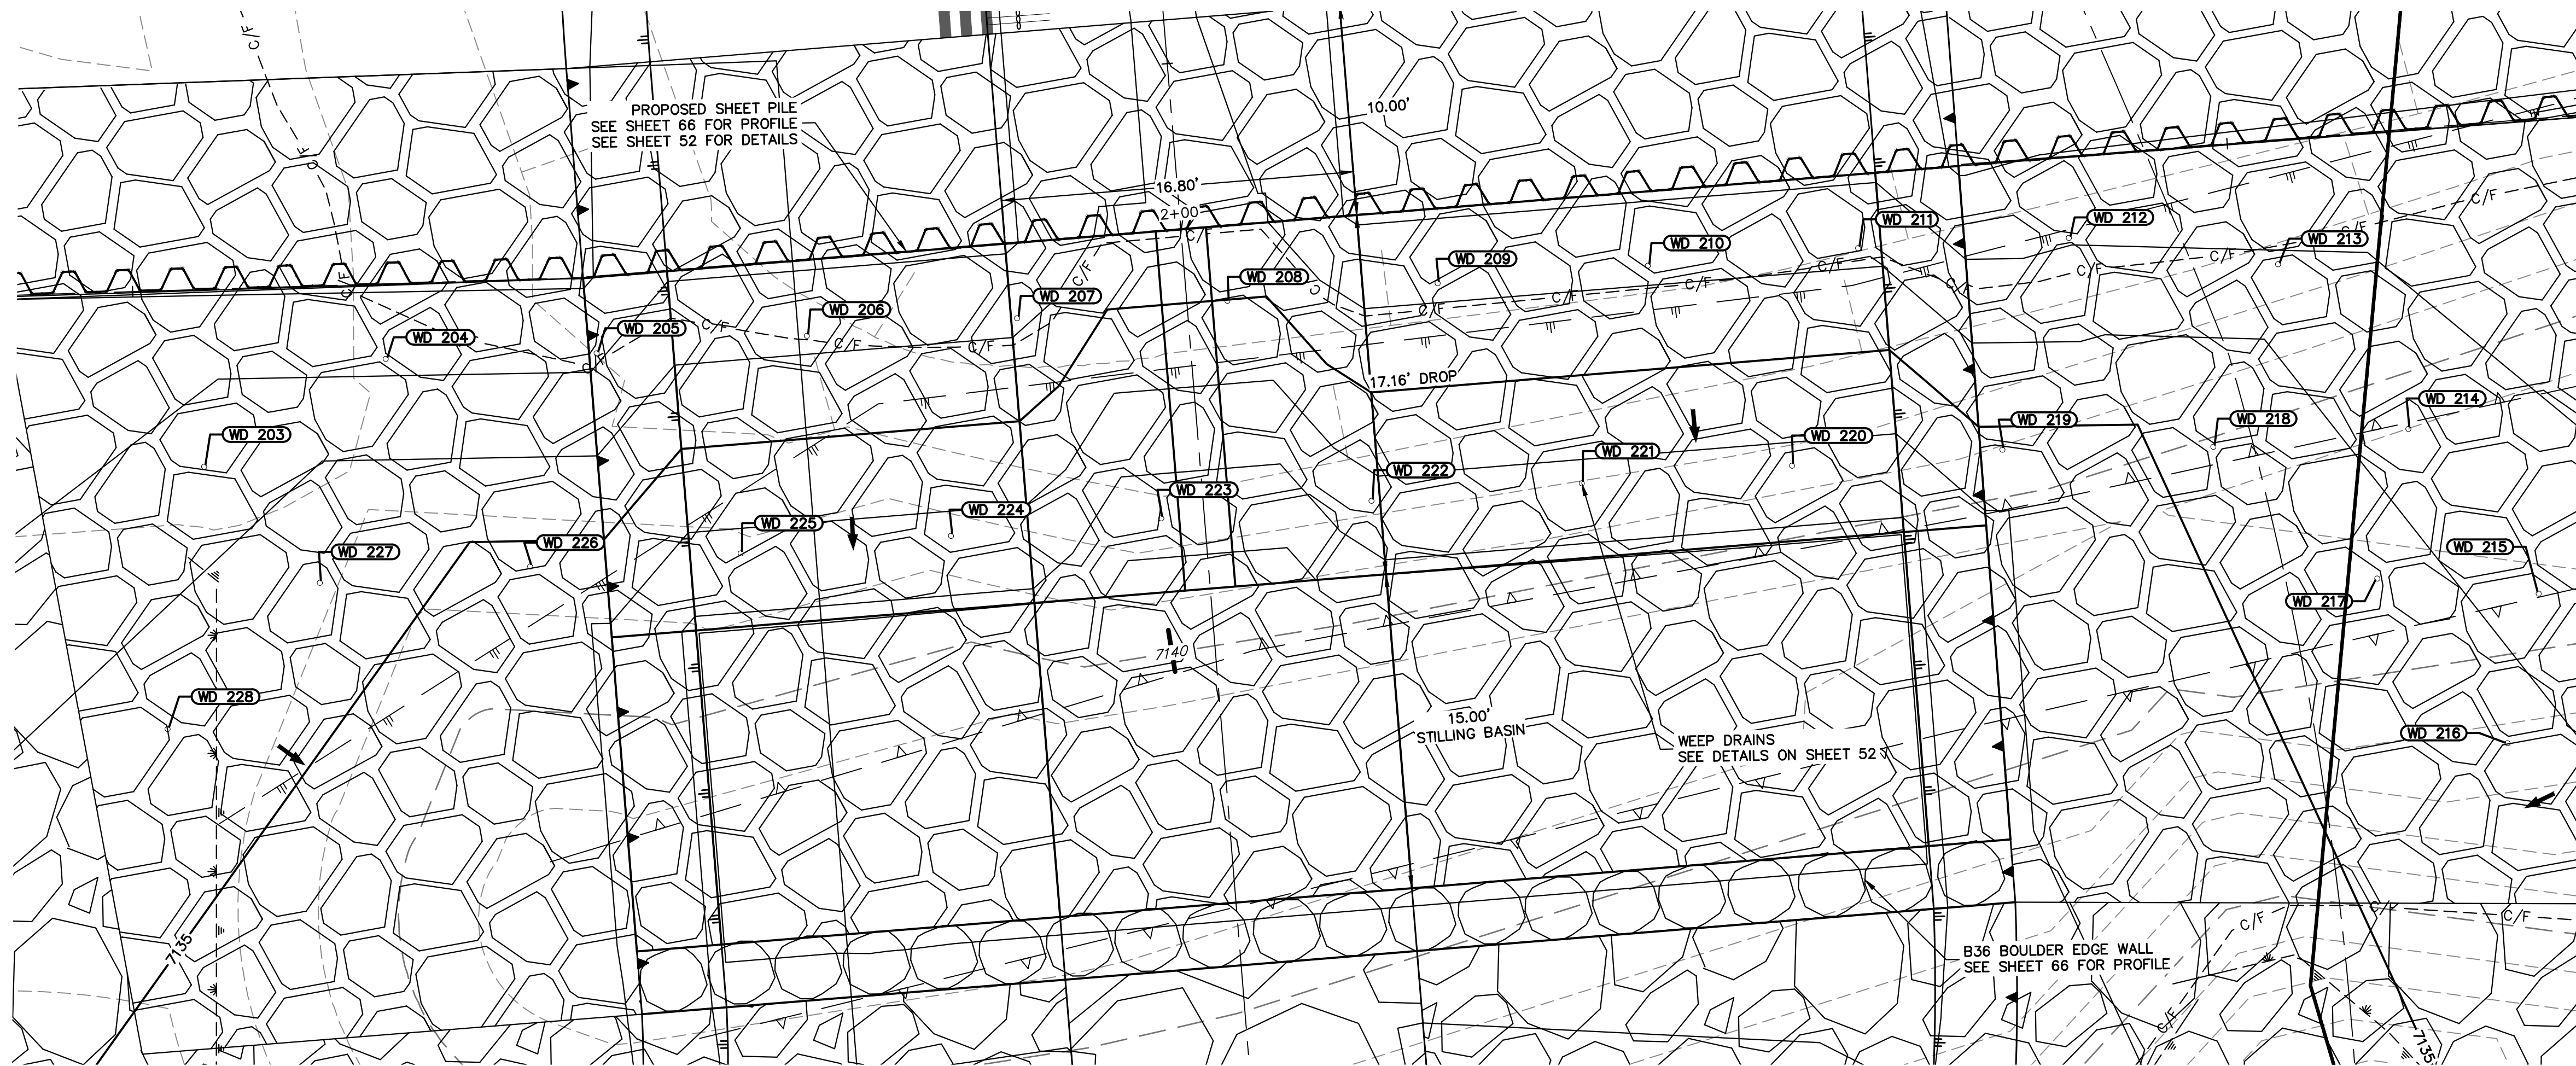 C/F
10.00'
PROPOSED SHEET PILE
SEE SHEET 66 FOR PROFILE
SEE SHEET 52 FOR DETAILS
C/F
16.80'
2+00
C/F
C/F
C/F
C/F
C/F
WD 211
WD 212
WD 213
WD 210
WD 209
WD 208
WD 207
WD 206
WD 205
WD 204
C/F
C/F
C/F
C/F
C/F
C/F
C/F
C/F
C/F
C/F
C/F
17.16' DROP
WD 203
WD 214
WD 219
WD 218
WD 220
WD 221
WD 222
WD 223
WD 224
WD 225
WD 226
WD 227
WD 215
WD 217
7140
WD 228
15.00'
STILLING BASIN
WEEP DRAINS
SEE DETAILS ON SHEET 52
WD 216
C/F
C/F
C/F
7135
B36 BOULDER EDGE WALL
SEE SHEET 66 FOR PROFILE
C/F
7135